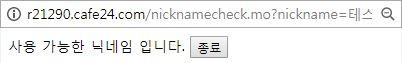 r21290.cafe24.com/nicknamecheck.mo?nickname=테스
사용 가능한 닉네임 입니다. 종료